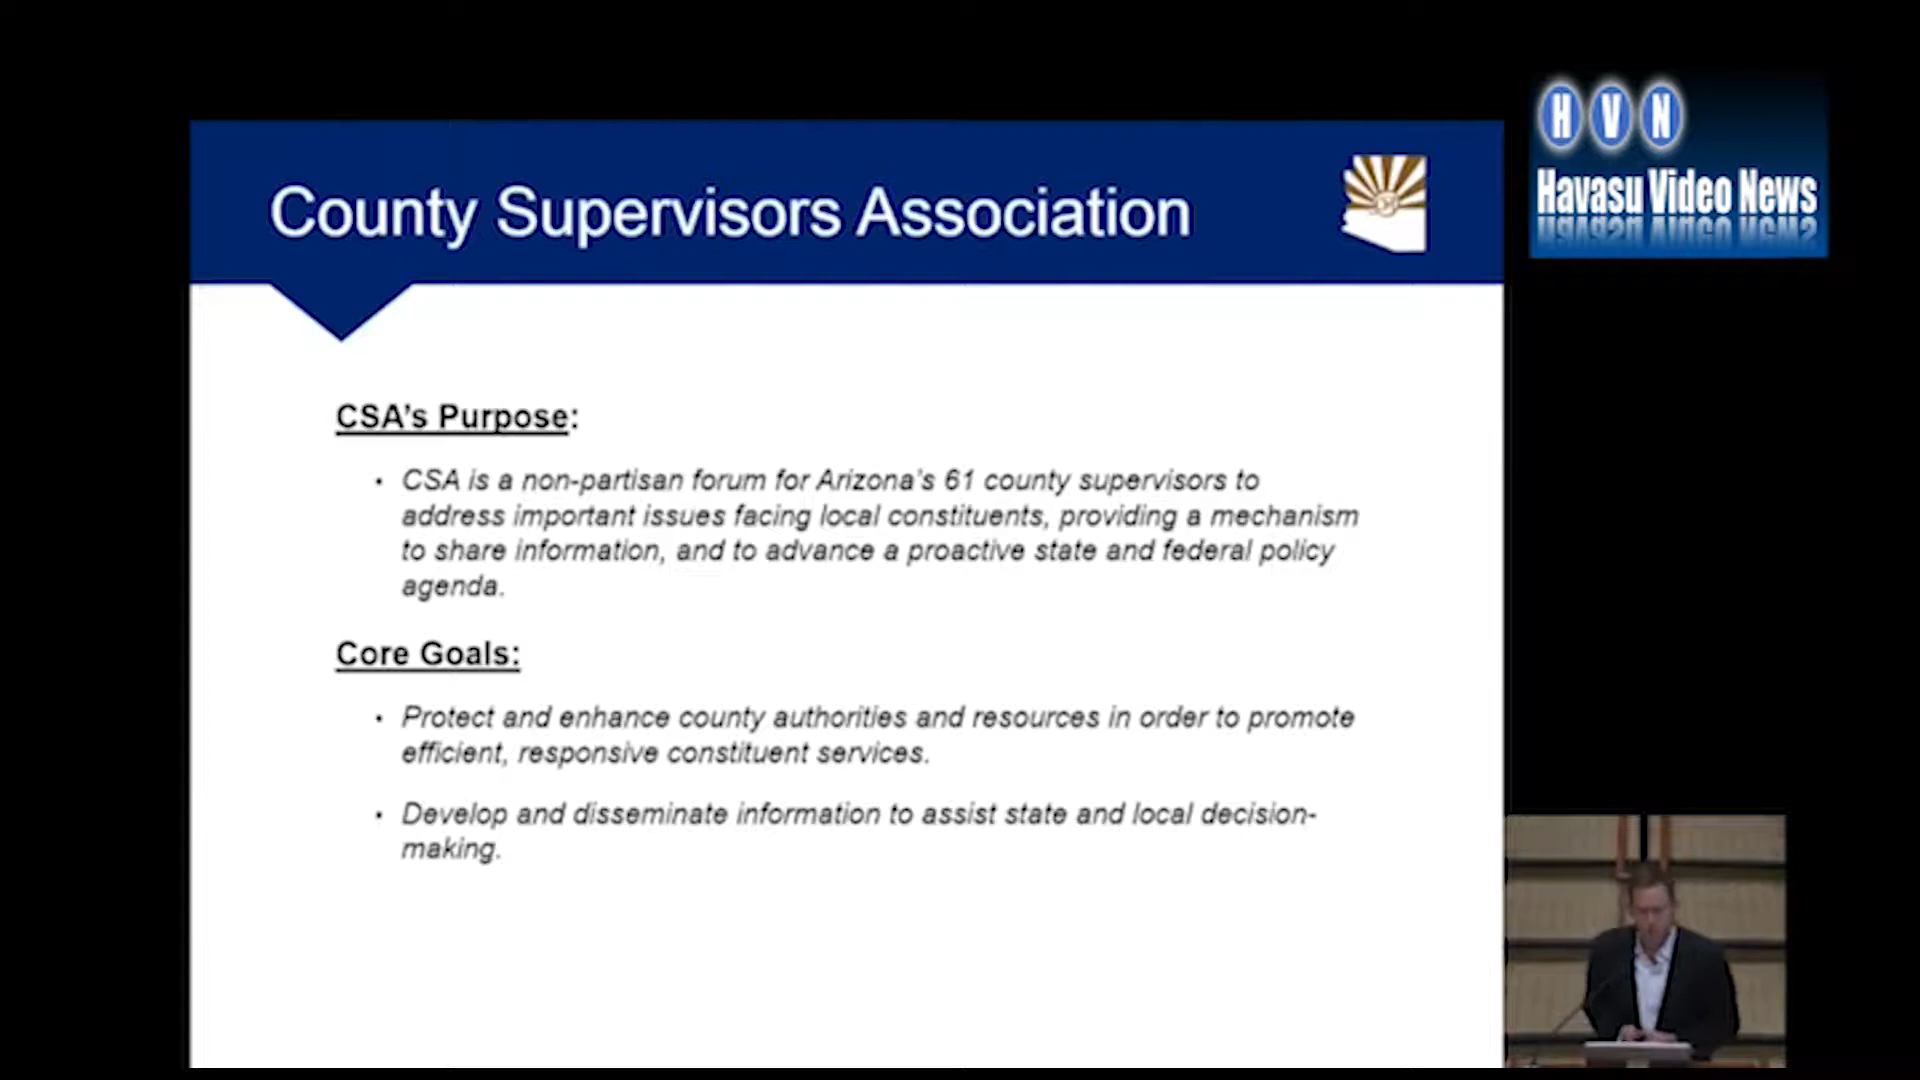 HVN
Havasu Video News
County Supervisors Association
CSA's Purpose:
• CSA is a non-partisan forum for Arizona's 61 county supervisors to
address important issues facing local constituents, providing a mechanism
to share information, and to advance a proactive state and federal policy
agenda.
Core Goals:
• Protect and enhance county authorities and resources in order to promote
efficient, responsive constituent services.
• Develop and disseminate information to assist state and local decision-
making.